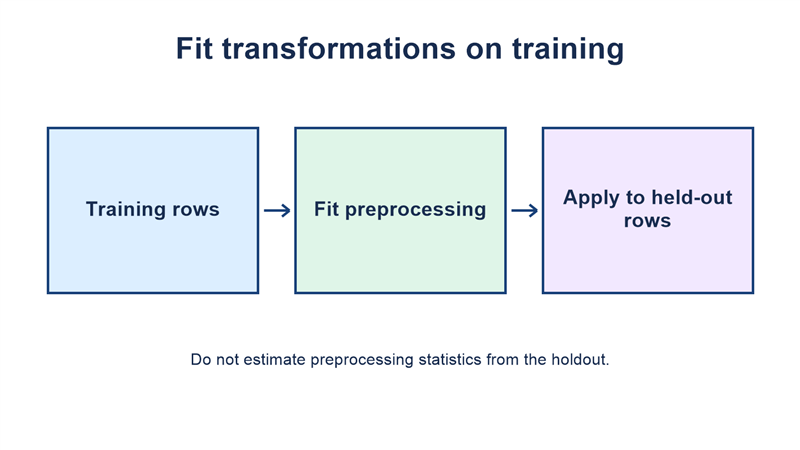 Fit transformations on training
Training rows
Fit preprocessing
Apply to held-out
rows
Do not estimate preprocessing statistics from the holdout.